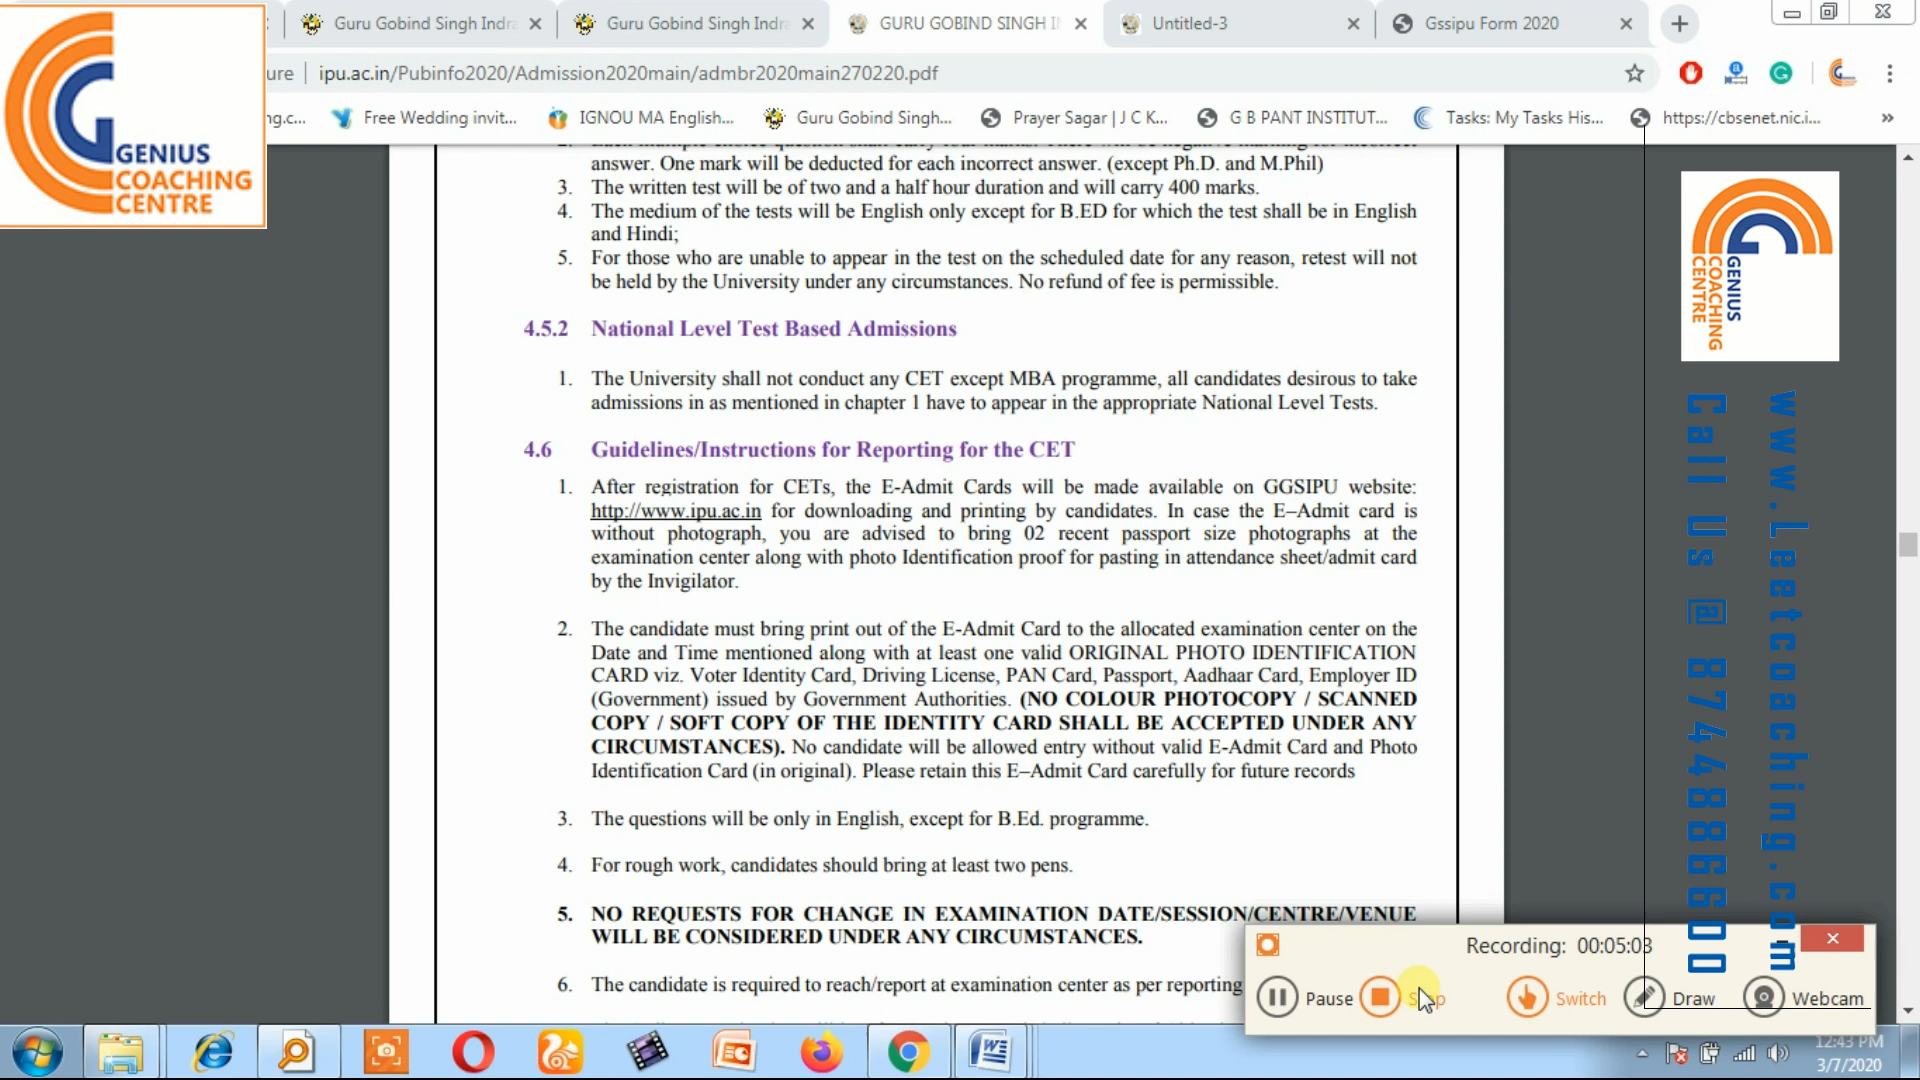 Guru Gobind Singh Indra
Guru Gobind Singh Indra
GURU GOBIND SINGH I
Untitled-3
Gssipu Form 2020
ure
ipu.ac.in/Pubinfo2020/Admission2020main/admbr2020main270220.pdf
ng.c...
Free Wedding invit...
IGNOU MA English...
Guru Gobind Singh...
Prayer Sagar | J C K...
G B PANT INSTITUT...
Tasks: My Tasks His...
https://cbsenet.nic.i...
»
GENIUS
COACHING
CENTRE
answer. One mark will be deducted for each incorrect answer. (except Ph.D. and M.Phil)
3. The written test will be of two and a half hour duration and will carry 400 marks.
4. The medium of the tests will be English only except for B.ED for which the test shall be in English
and Hindi;
5. For those who are unable to appear in the test on the scheduled date for any reason, retest will not
be held by the University under any circumstances. No refund of fee is permissible.
4.5.2 National Level Test Based Admissions
1. The University shall not conduct any CET except MBA programme, all candidates desirous to take
admissions in as mentioned in chapter 1 have to appear in the appropriate National Level Tests.
4.6 Guidelines/Instructions for Reporting for the CET
1. After registration for CETs, the E-Admit Cards will be made available on GGSIPU website:
http://www.ipu.ac.in for downloading and printing by candidates. In case the E–Admit card is
without photograph, you are advised to bring 02 recent passport size photographs at the
examination center along with photo Identification proof for pasting in attendance sheet/admit card
by the Invigilator.
2. The candidate must bring print out of the E-Admit Card to the allocated examination center on the
Date and Time mentioned along with at least one valid ORIGINAL PHOTO IDENTIFICATION
CARD viz. Voter Identity Card, Driving License, PAN Card, Passport, Aadhaar Card, Employer ID
(Government) issued by Government Authorities. (NO COLOUR PHOTOCOPY / SCANNED
COPY / SOFT COPY OF THE IDENTITY CARD SHALL BE ACCEPTED UNDER ANY
CIRCUMSTANCES). No candidate will be allowed entry without valid E-Admit Card and Photo
Identification Card (in original). Please retain this E–Admit Card carefully for future records
3. The questions will be only in English, except for B.Ed. programme.
4. For rough work, candidates should bring at least two pens.
5. NO REQUESTS FOR CHANGE IN EXAMINATION DATE/SESSION/CENTRE/VENUE
WILL BE CONSIDERED UNDER ANY CIRCUMSTANCES.
6. The candidate is required to reach/report at examination center as per reporting
GENIUS
COACHING
CENTRE
www.Leetcoaching.com
Call Us @ 8744886600
Recording: 00:05:03
Pause
Switch
Draw
Webcam
12:43 PM
3/7/2020